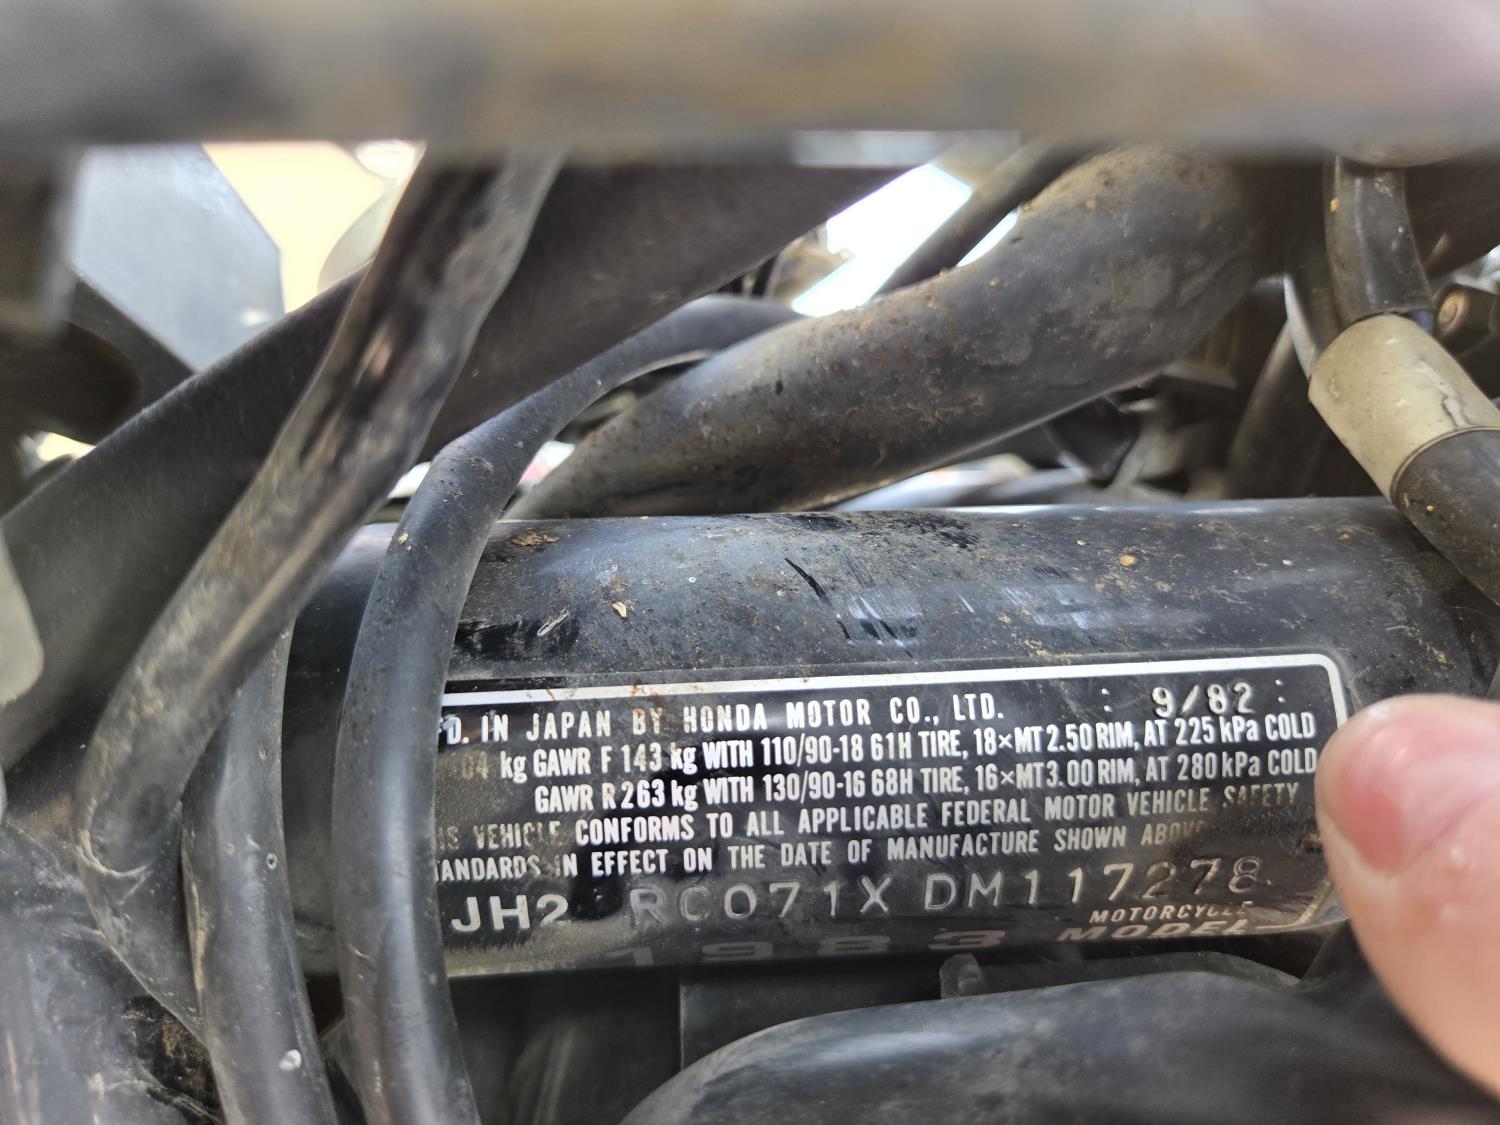 D. IN JAPAN BY HONDA MOTOR CO., LTD. : 9/82 :
kg GAWR F 143 kg WITH 110/90-18 61H TIRE, 18×MT2.50 RIM, AT 225 kPa COLD
GAWR R 263 kg WITH 130/90-16 68H TIRE, 16×MT3.00 RIM, AT 280 kPa COLD
VEHICLE CONFORMS TO ALL APPLICABLE FEDERAL MOTOR VEHICLE SAFETY
TANDARDS IN EFFECT ON THE DATE OF MANUFACTURE SHOWN ABOVE
JH2 RC071X DM117278
MOTORCYCLE
1983 MODEL